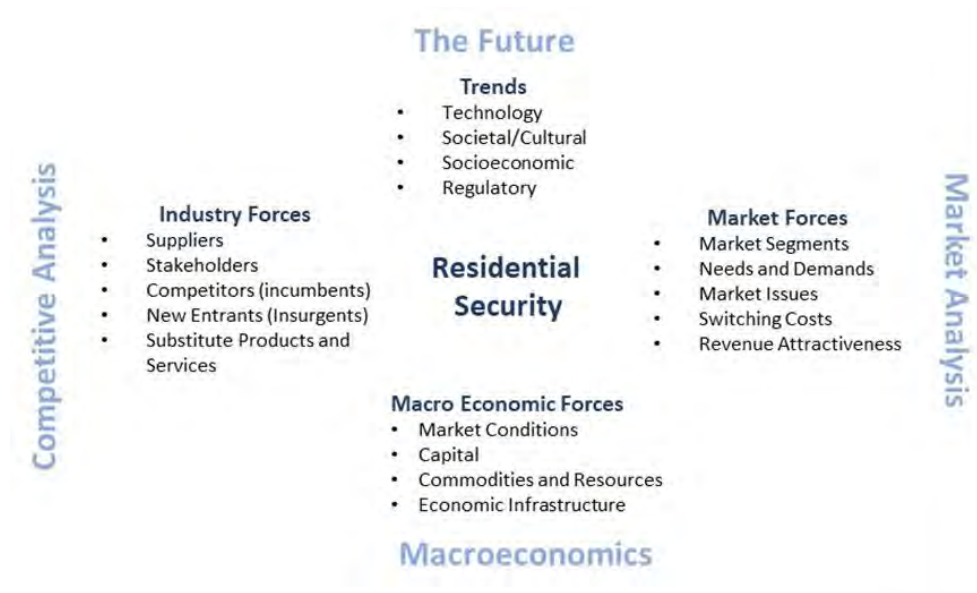 The Future
Trends
• Technology
• Societal/Cultural
• Socioeconomic
• Regulatory
Competitive Analysis
Industry Forces
• Suppliers
• Stakeholders
• Competitors (incumbents)
• New Entrants (Insurgents)
• Substitute Products and
Services
Residential
Security
Market Forces
• Market Segments
• Needs and Demands
• Market Issues
• Switching Costs
• Revenue Attractiveness
Market Analysis
Macro Economic Forces
• Market Conditions
• Capital
• Commodities and Resources
• Economic Infrastructure
Macroeconomics